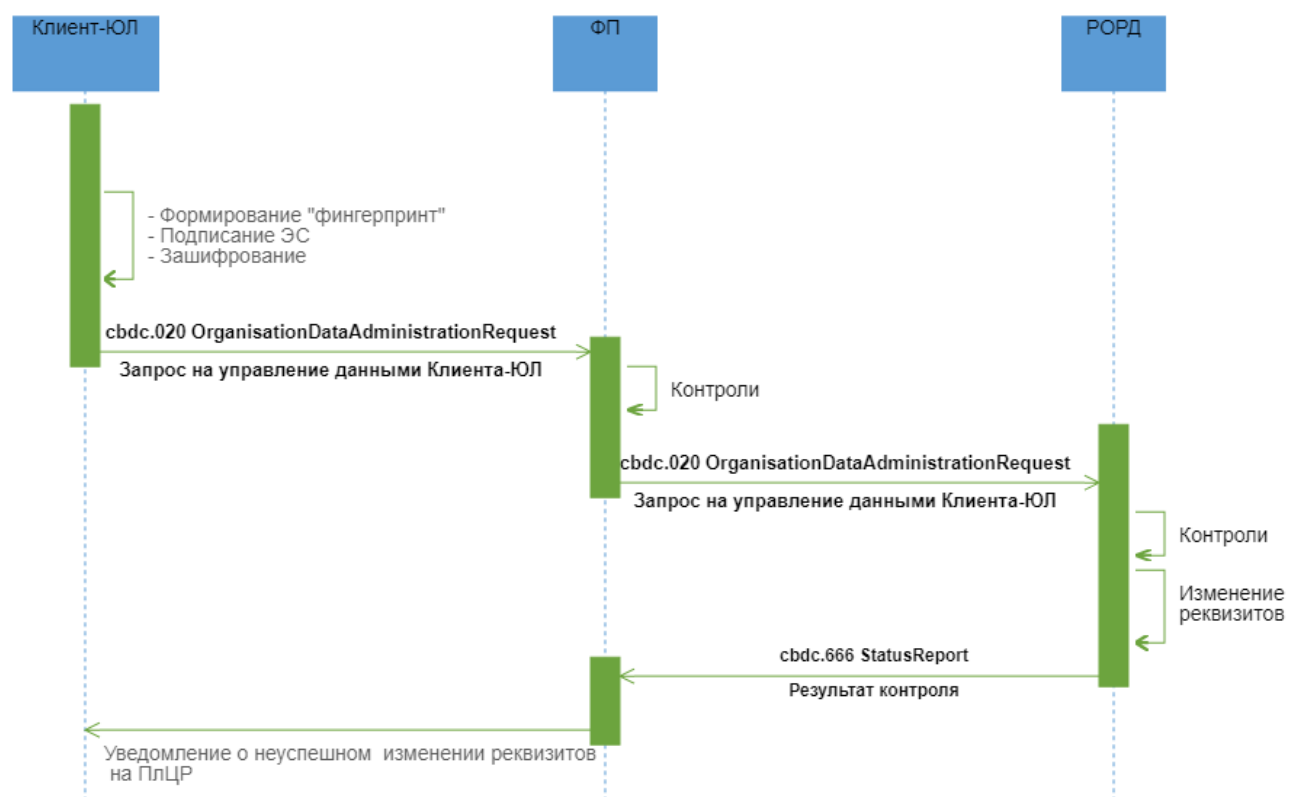 Клиент-ЮЛ
ФП
РОРД
- Формирование "фингерпринт"
- Подписание ЭС
- Зашифрование
cbdc.020 OrganisationDataAdministrationRequest
Запрос на управление данными Клиента-ЮЛ
Контроли
cbdc.020 OrganisationDataAdministrationRequest
Запрос на управление данными Клиента-ЮЛ
Контроли
Изменение
реквизитов
cbdc.666 StatusReport
Результат контроля
Уведомление о неуспешном изменении реквизитов
на ПлЦР